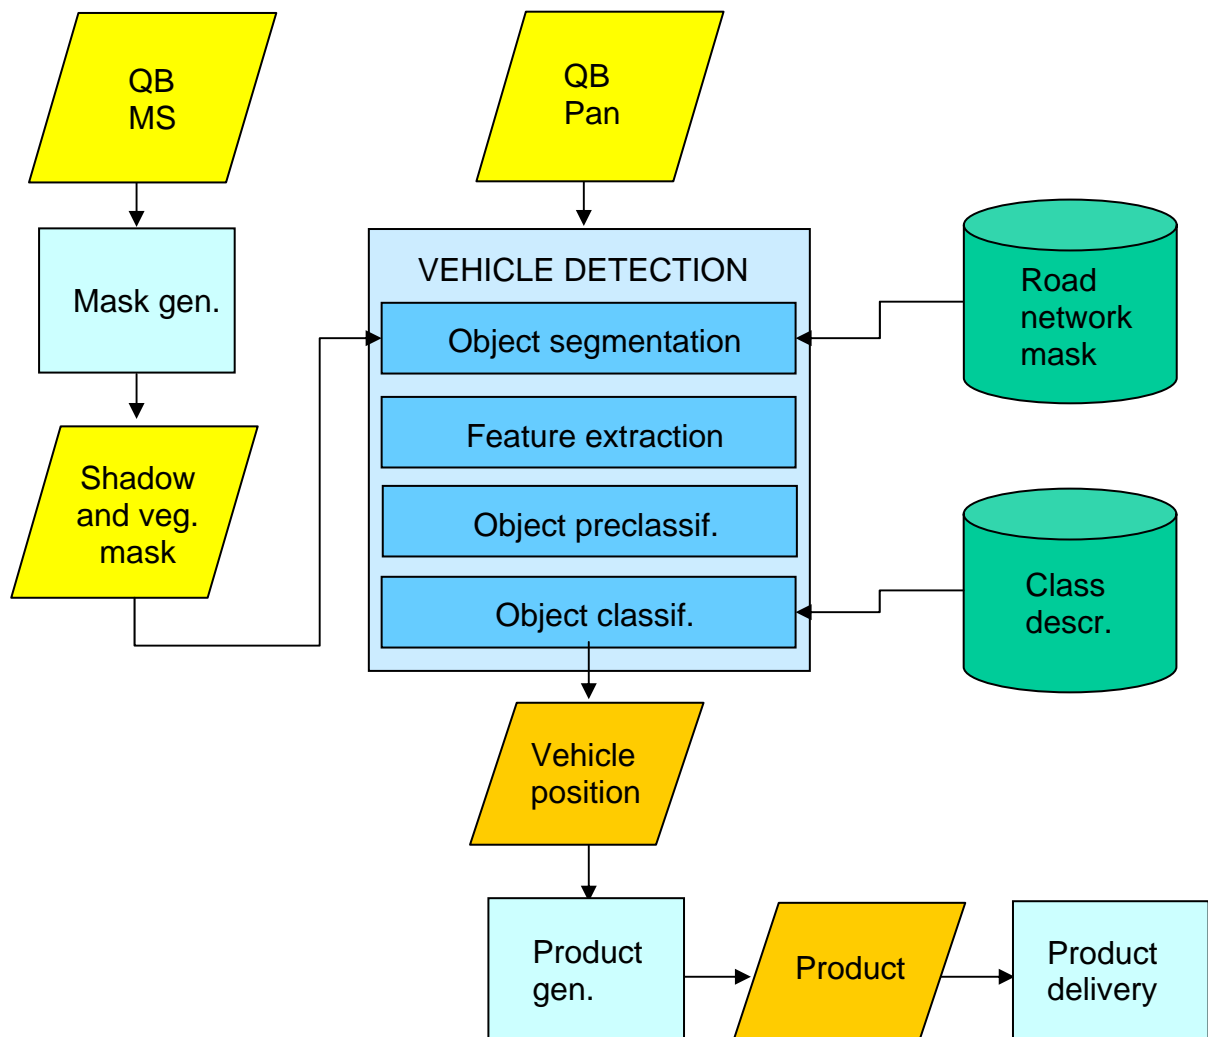 QB
MS
QB
Pan
Mask gen.
VEHICLE DETECTION
Object segmentation
Feature extraction
Object preclassif.
Object classif.
Road
network
mask
Shadow
and veg.
mask
Class
descr.
Vehicle
position
Product
gen.
Product
Product
delivery